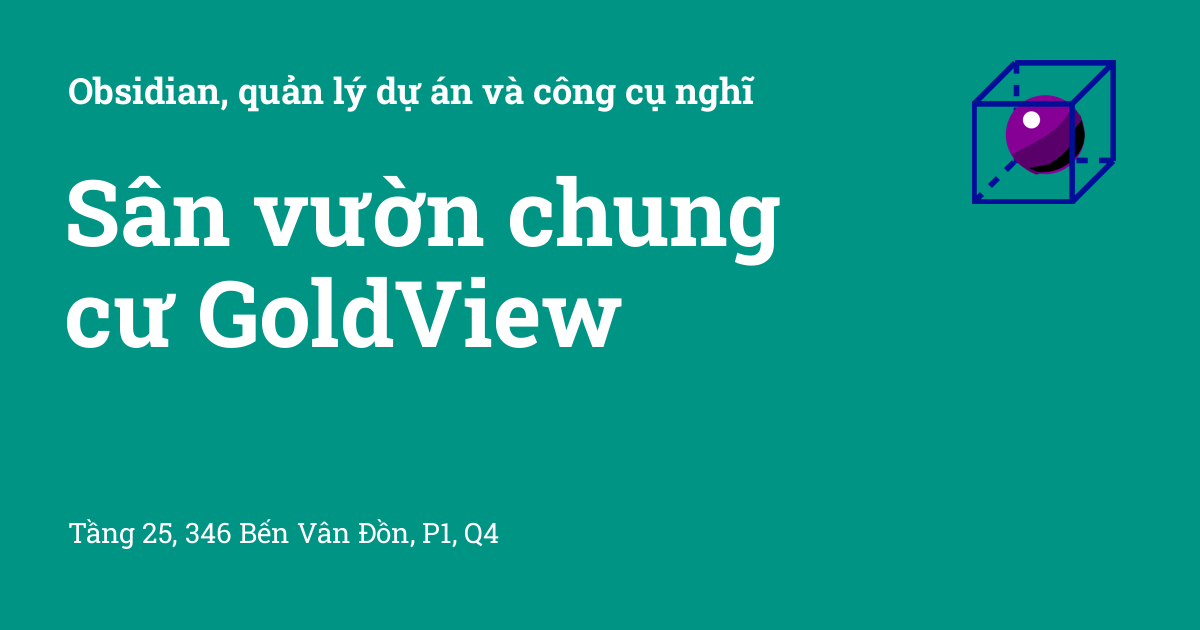 Obsidian, quản lý dự án và công cụ nghĩ
Sân vườn chung
cư GoldView
Tầng 25, 346 Bến Vân Đồn, P1, Q4